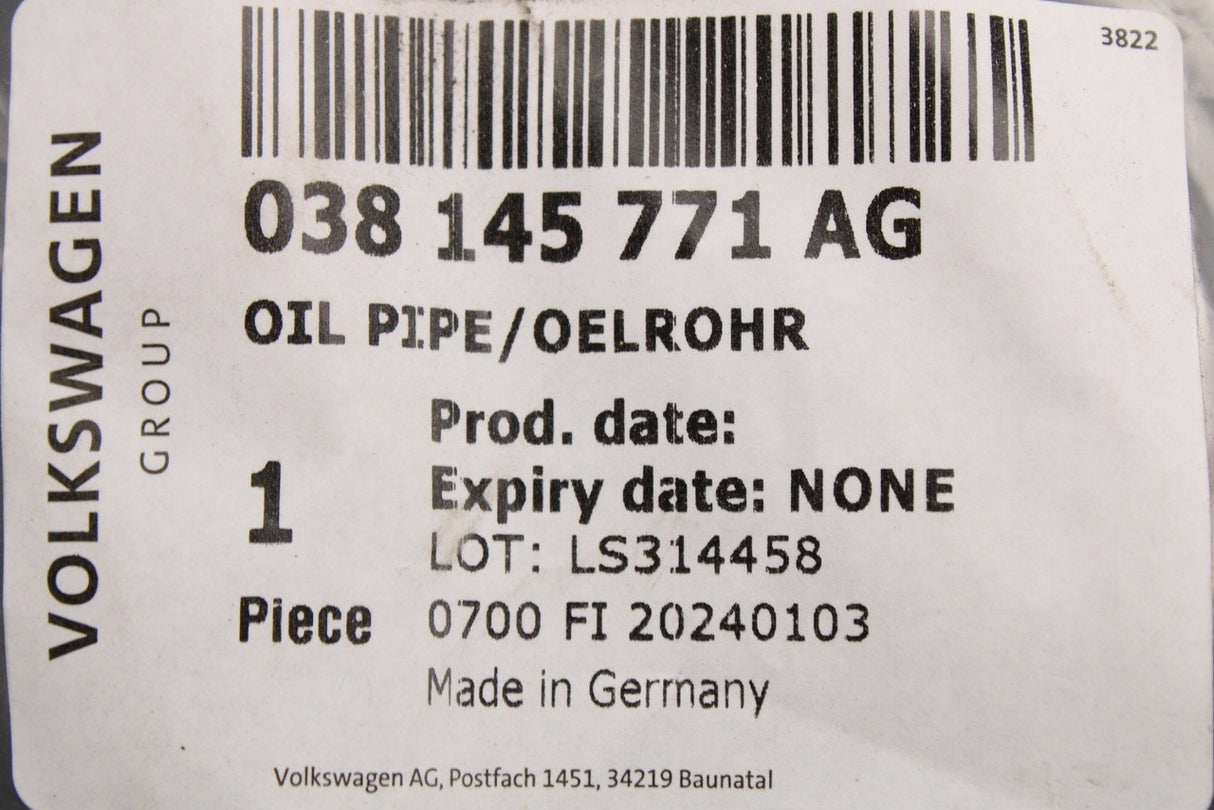 3822
VOLKSWAGEN
GROUP
038 145 771 AG
OIL PIPE/OELROHR
Prod. date:
Expiry date: NONE
1
LOT: LS314458
Piece
0700 FI 20240103
Made in Germany
Volkswagen AG, Postfach 1451, 34219 Baunatal